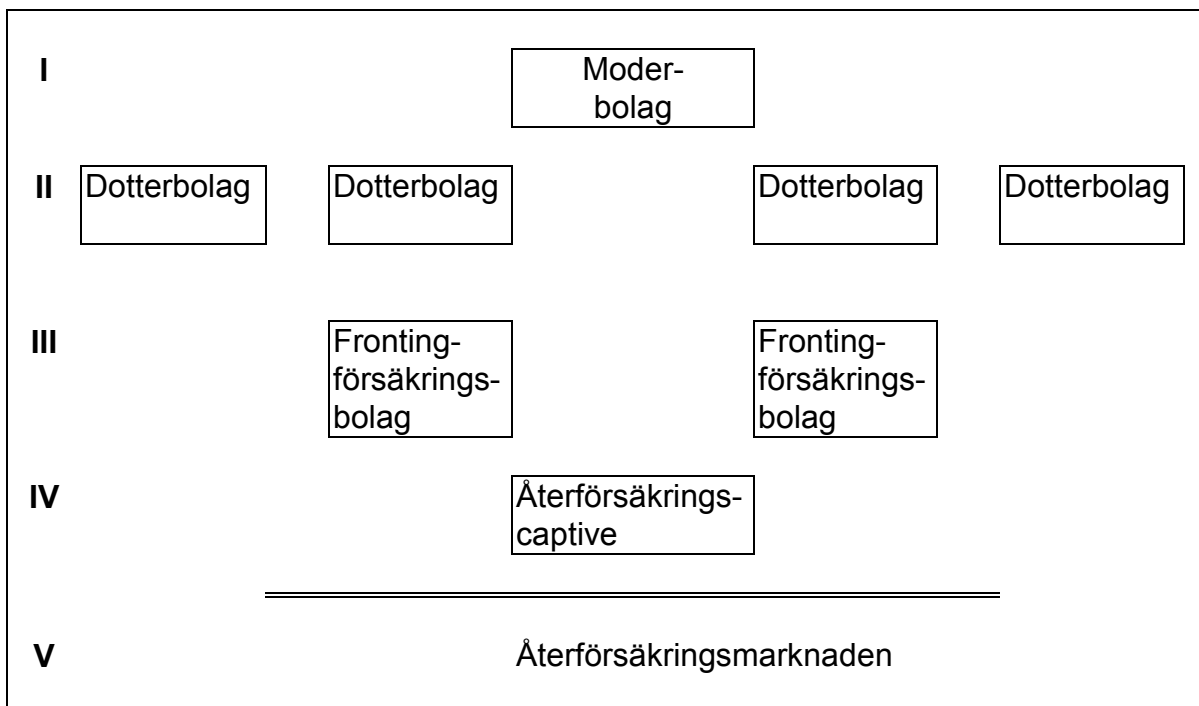 I
Moder-
bolag
II
Dotterbolag
Dotterbolag
Dotterbolag
Dotterbolag
III
Fronting-
försäkrings-
bolag
Fronting-
försäkrings-
bolag
IV
Återförsäkrings-
captive
V
Återförsäkringsmarknaden